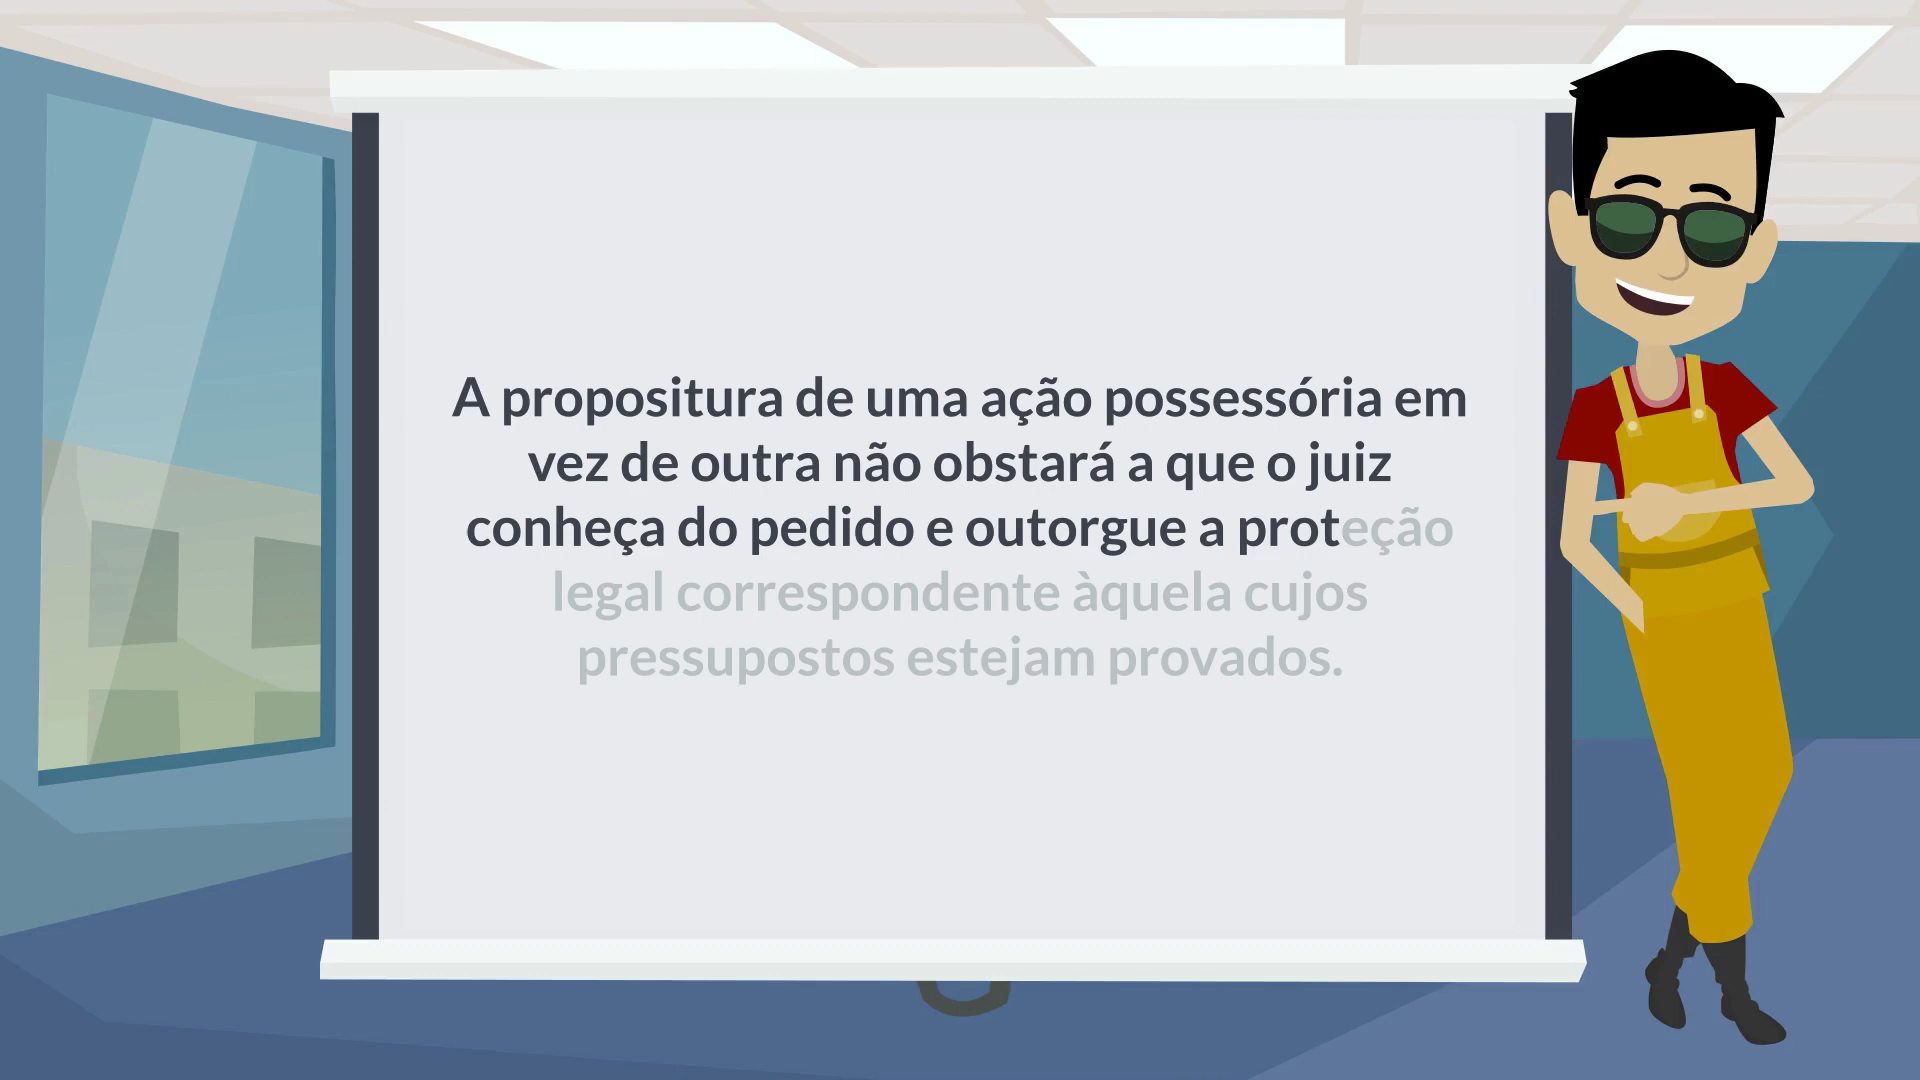 A propositura de uma ação possessória em
vez de outra não obstará a que o juiz
conheça do pedido e outorgue a proteção
legal correspondente àquela cujos
pressupostos estejam provados.